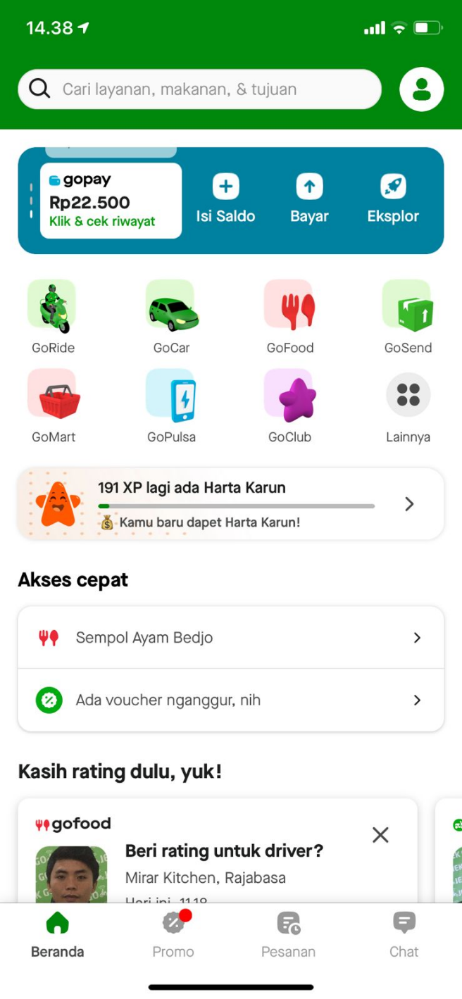 14.38
Cari layanan, makanan, & tujuan
gopay
Rp22.500
Klik & cek riwayat
Isi Saldo
Bayar
Eksplor
GoRide
GoCar
GoFood
GoSend
GoMart
GoPulsa
GoClub
Lainnya
191 XP lagi ada Harta Karun
Kamu baru dapet Harta Karun!
Akses cepat
Sempol Ayam Bedjo
Ada voucher nganggur, nih
Kasih rating dulu, yuk!
gofood
Beri rating untuk driver?
Mirar Kitchen, Rajabasa
Hari ini, 11.18
Beranda
Promo
Pesanan
Chat